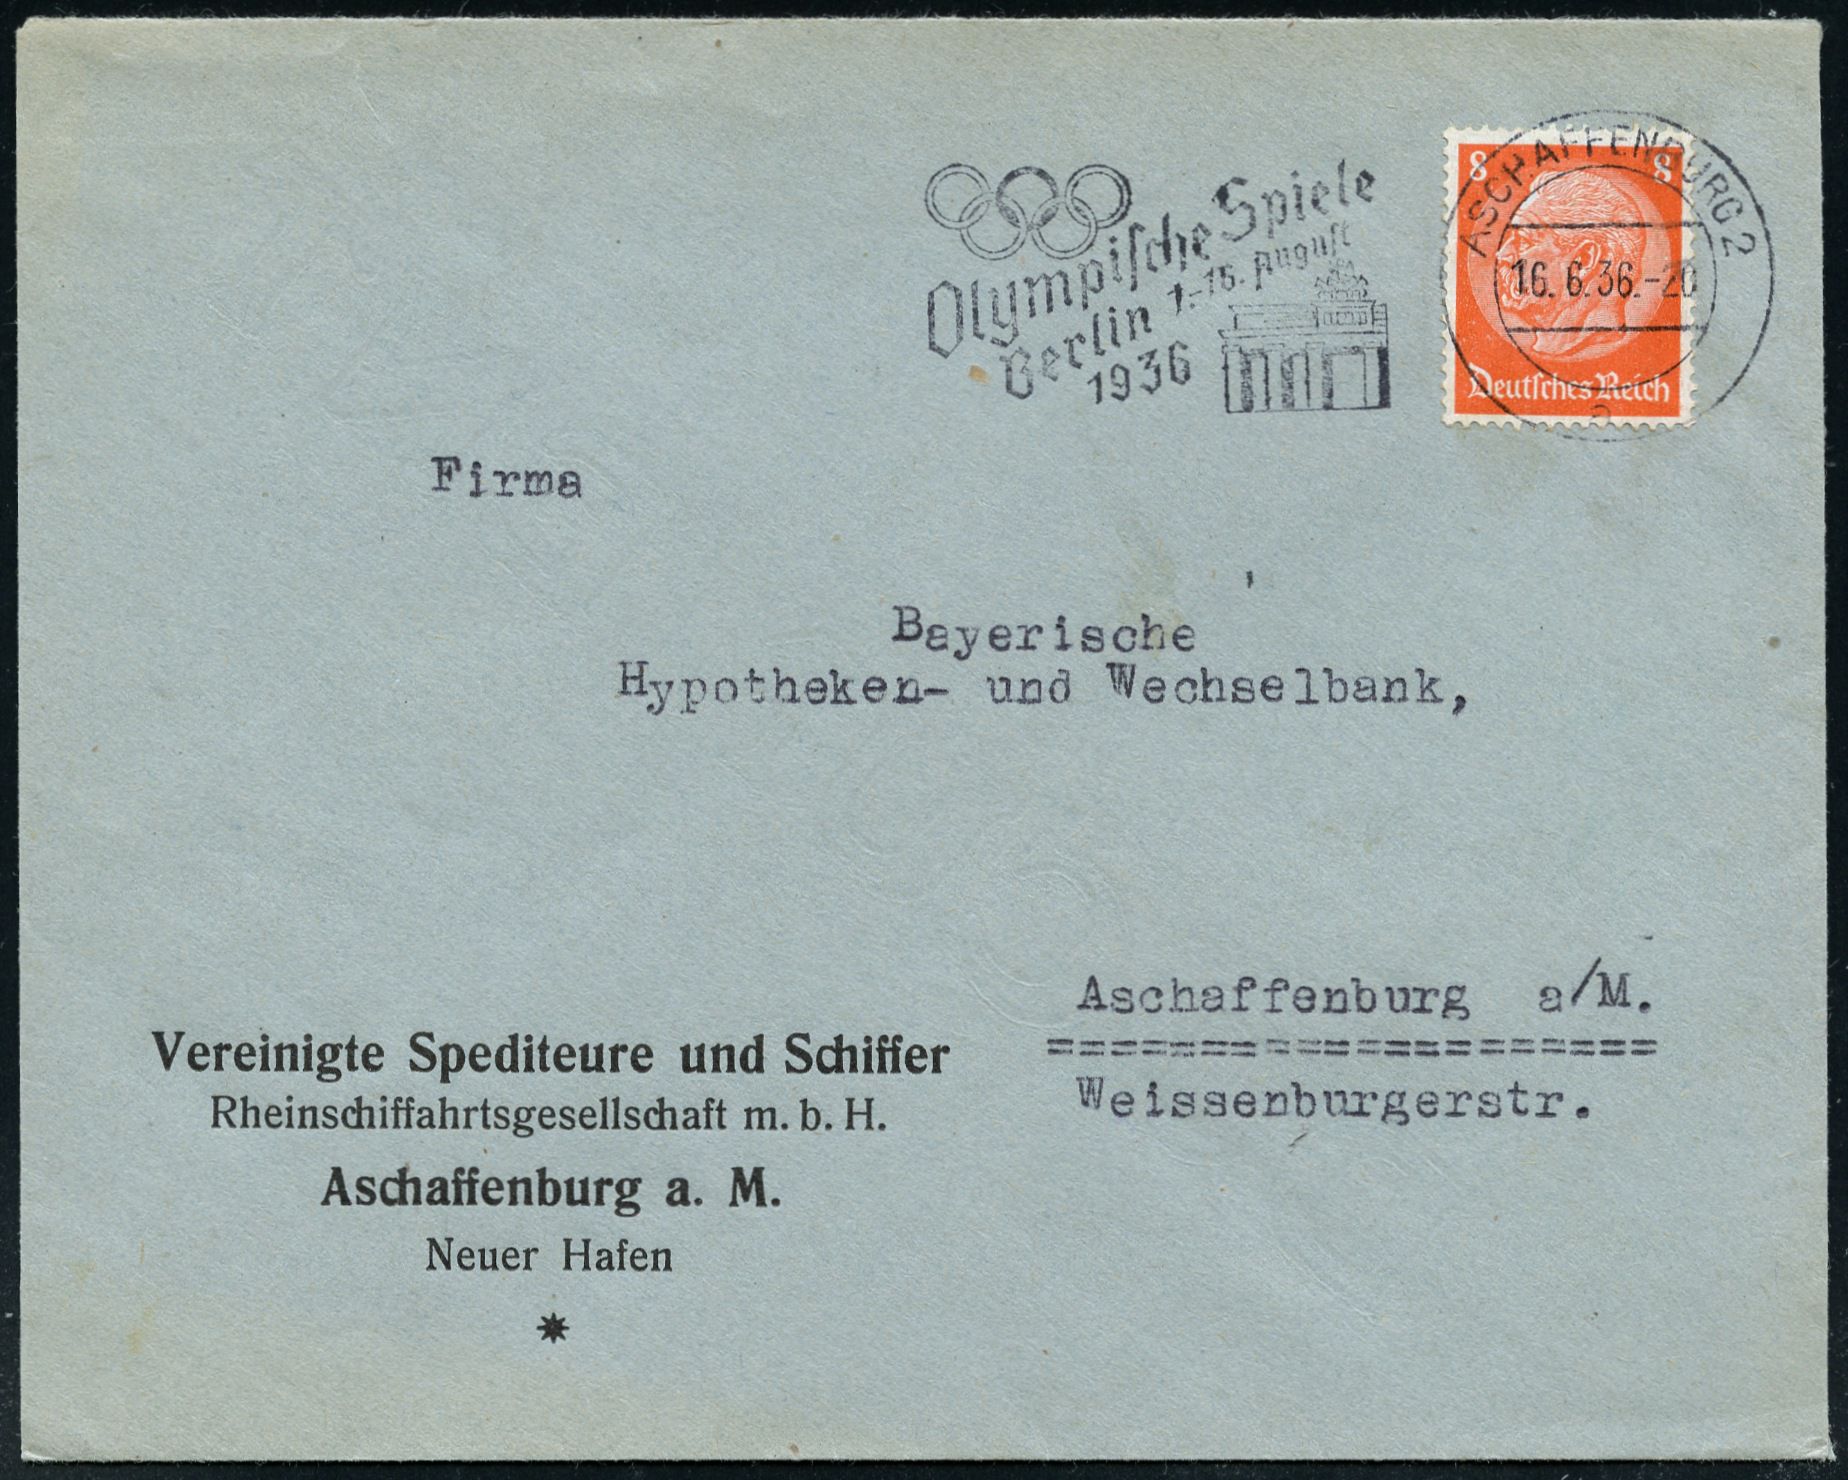 Olympische Spiele
Berlin 1.-16. August
1936
ASCHAFFENBURG 2
16.6.36.-20
a
8 8
Deutsches Reich
Firma
Bayerische
Hypotheken- und Wechselbank,
Aschaffenburg a/M.
====================
Weissenburgerstr.
Vereinigte Spediteure und Schiffer
Rheinschiffahrtsgesellschaft m. b. H.
Aschaffenburg a. M.
Neuer Hafen